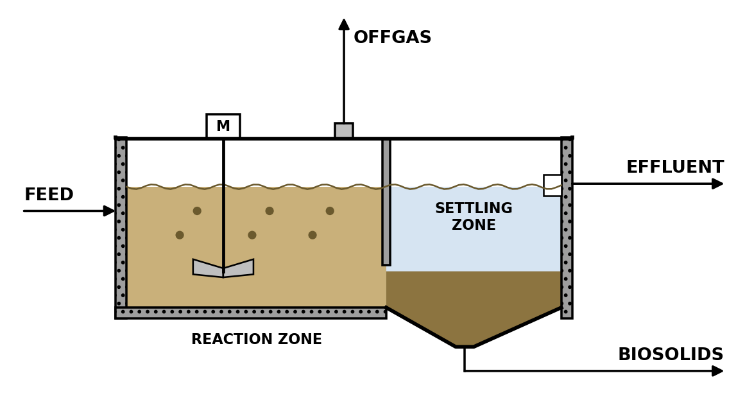 OFFGAS
M
FEED
EFFLUENT
SETTLING
ZONE
REACTION ZONE
BIOSOLIDS